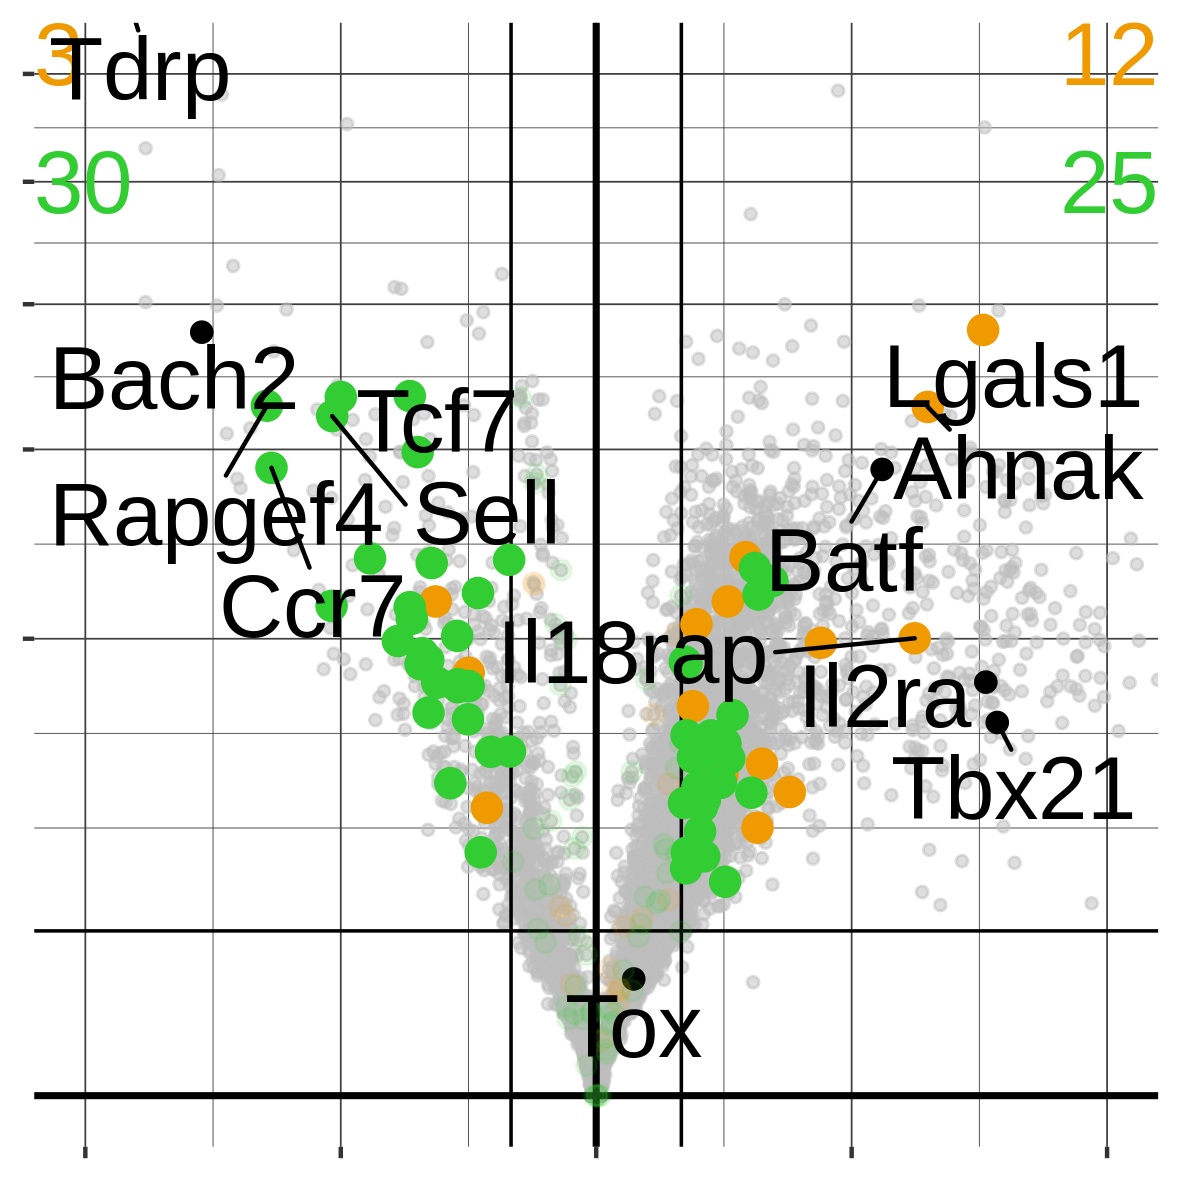 3
12
Tdrp
30
25
Bach2
Lgals1
Tcf7
Ahnak
Rapgef4
Sell
Batf
Ccr7
Il18rap
Il2ra
Tbx21
Tox